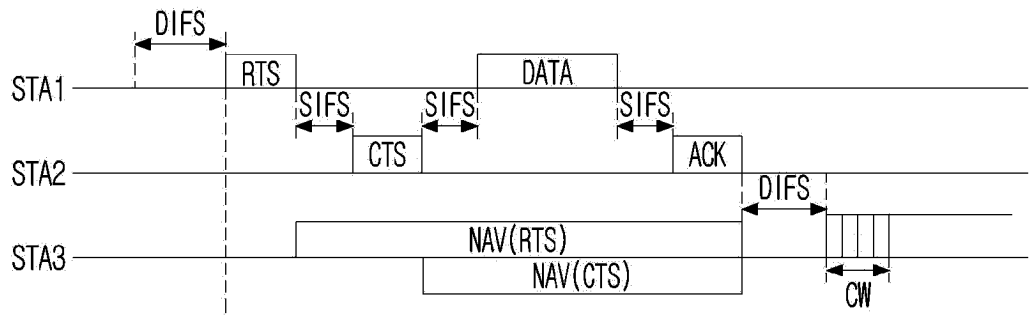 DIFS
STA1
RTS
DATA
SIFS
SIFS
SIFS
STA2
CTS
ACK
DIFS
STA3
NAV(RTS)
NAV(CTS)
CW